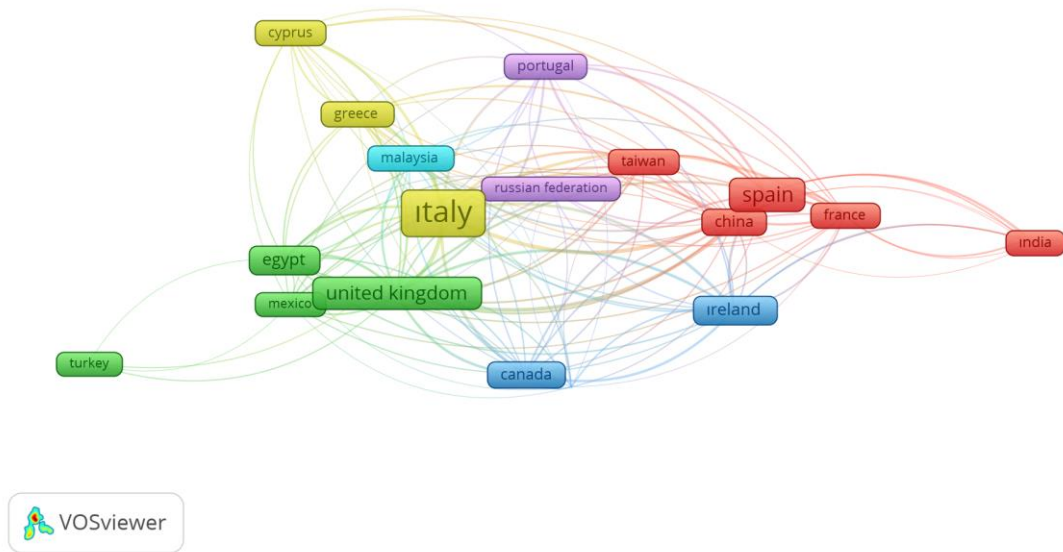 cyprus
portugal
greece
malaysia
taiwan
russian federation
spain
ıtaly
china
france
ındia
egypt
united kingdom
mexico
ıreland
turkey
canada
VOSviewer